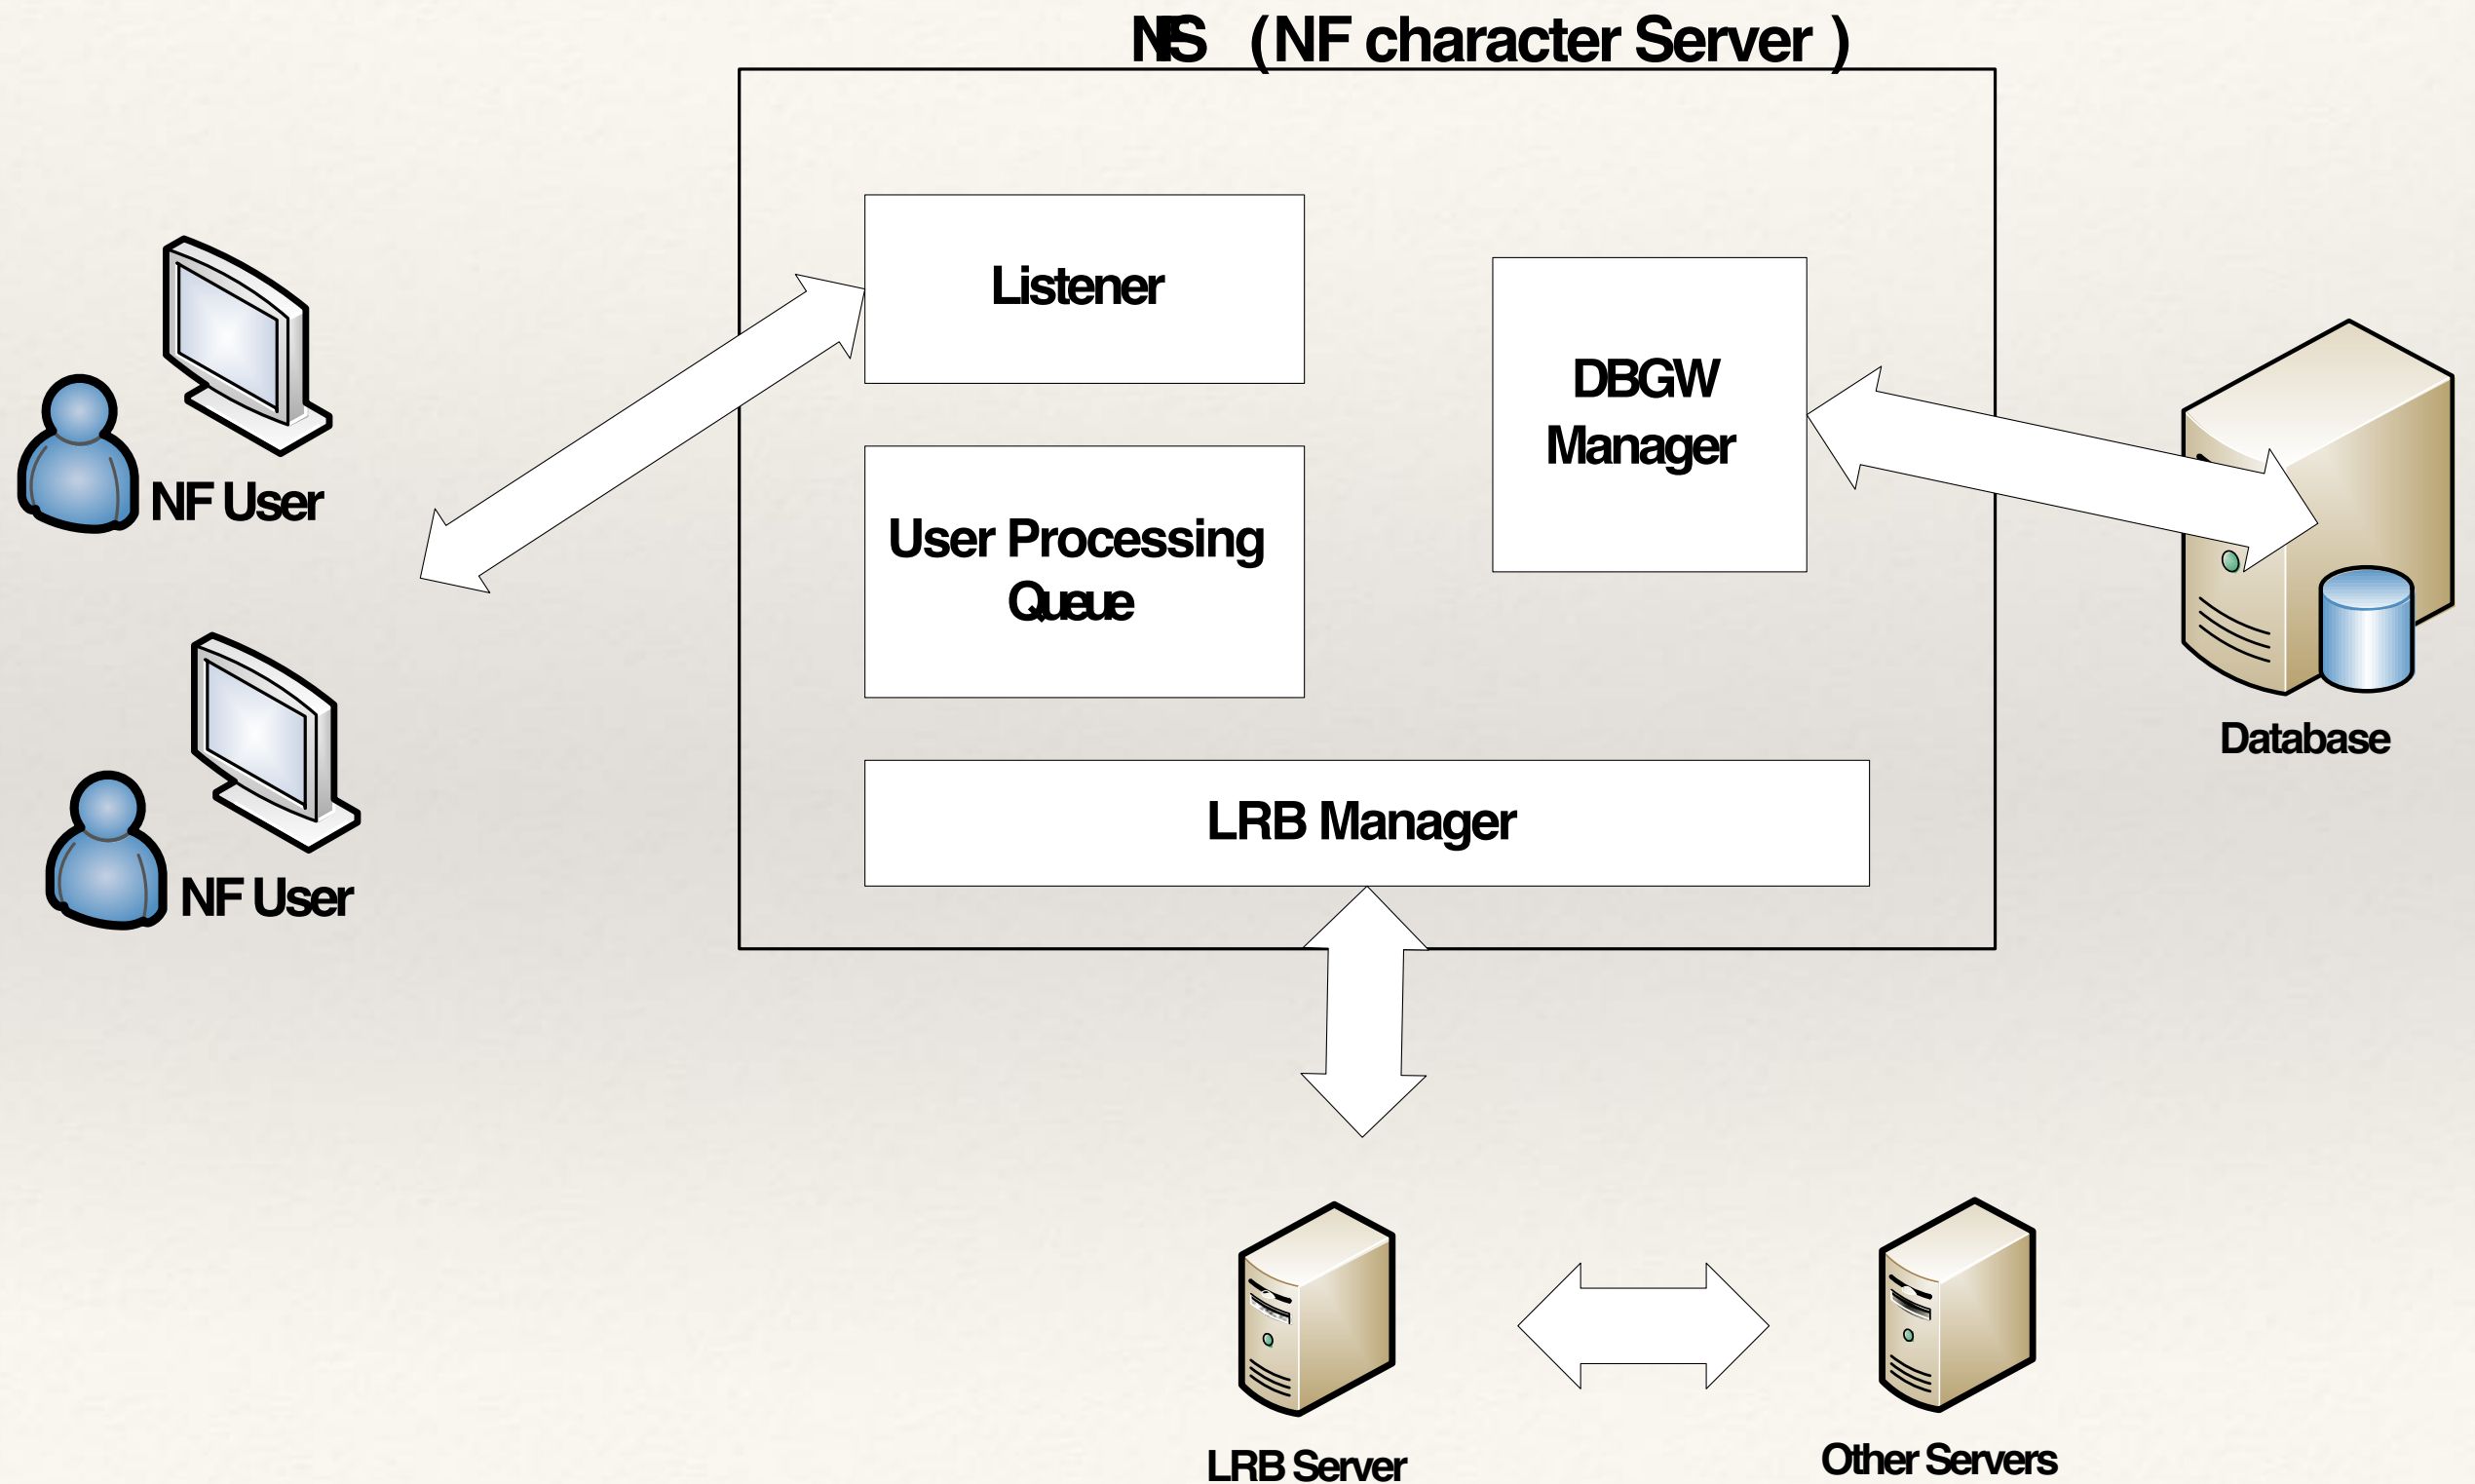 NFS (NF character Server)
Listener
DBGW
Manager
NF User
User Processing
Queue
Database
LRB Manager
NF User
LRB Server
Other Servers